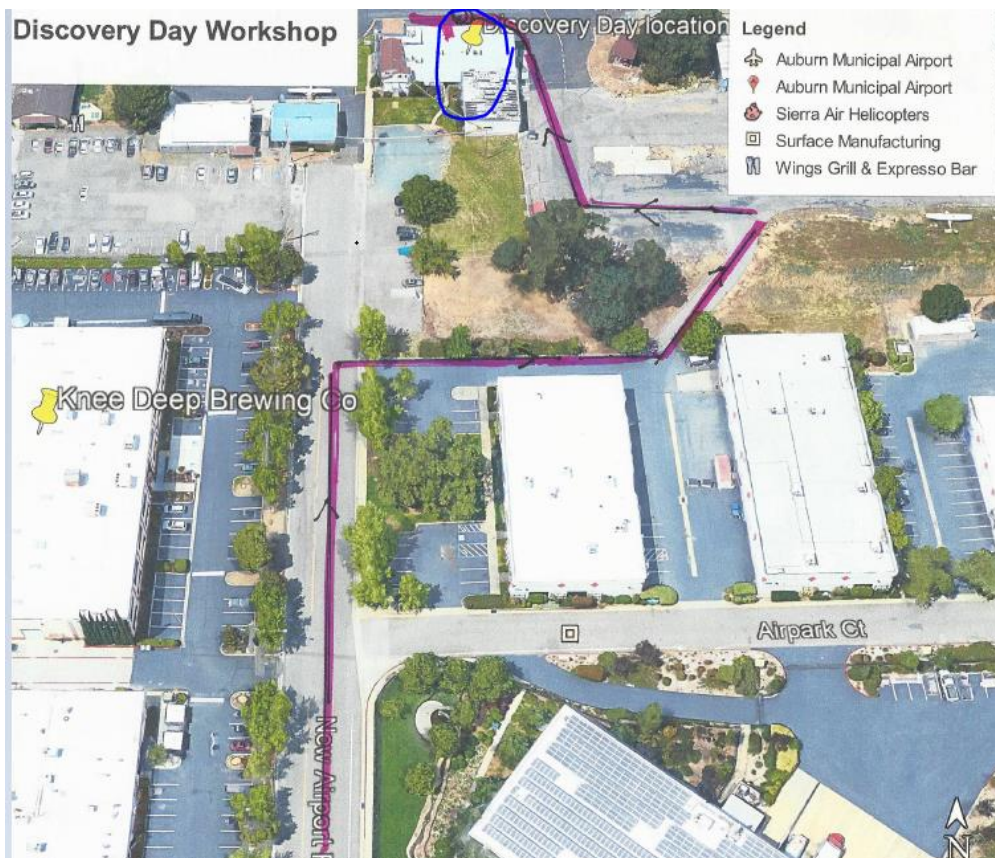 Discovery Day Workshop
Discovery Day location
Legend
Auburn Municipal Airport
Auburn Municipal Airport
Sierra Air Helicopters
Surface Manufacturing
Wings Grill & Expresso Bar
Knee Deep Brewing Co
Airpark Ct
New Airport
N